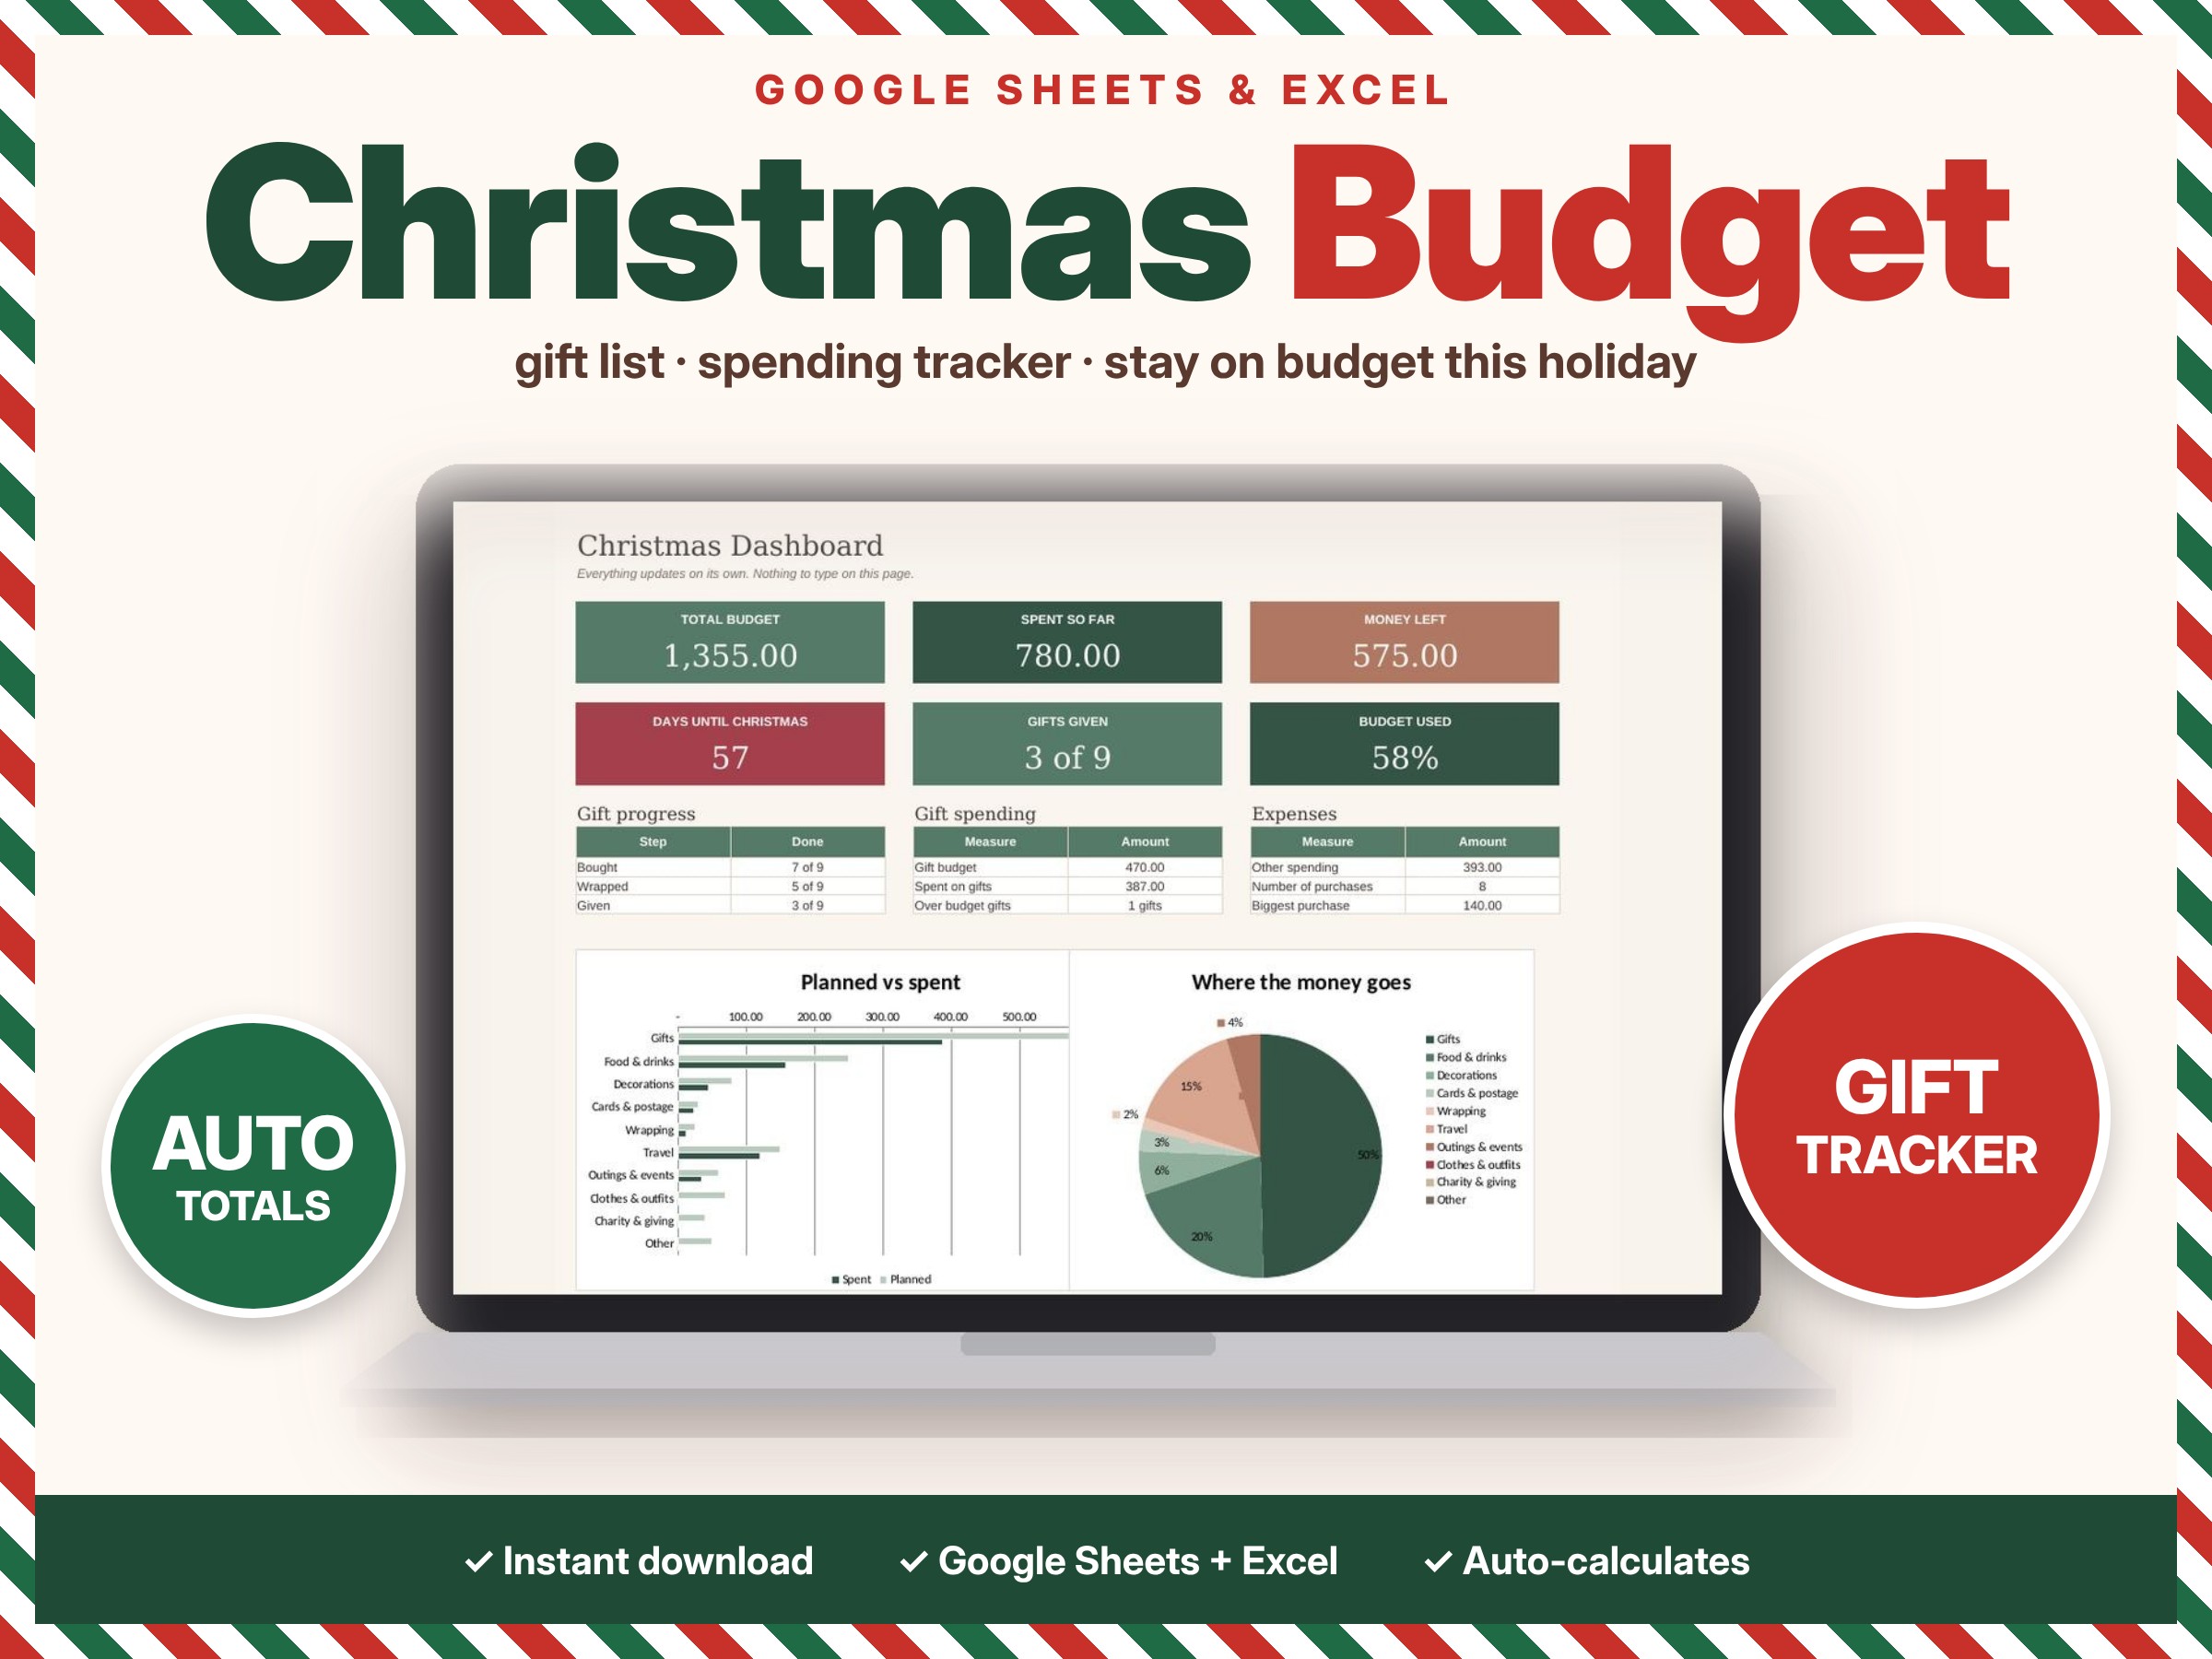 GOOGLE SHEETS & EXCEL
Christmas Budget
gift list · spending tracker · stay on budget this holiday
Christmas Dashboard
Everything updates on its own. Nothing to type on this page.
TOTAL BUDGET
1,355.00
SPENT SO FAR
780.00
MONEY LEFT
575.00
DAYS UNTIL CHRISTMAS
57
GIFTS GIVEN
3 of 9
BUDGET USED
58%
Gift progress
Step Done
Bought 7 of 9
Wrapped 5 of 9
Given 3 of 9
Gift spending
Measure Amount
Gift budget 470.00
Spent on gifts 387.00
Over budget gifts 1 gifts
Expenses
Measure Amount
Other spending 393.00
Number of purchases 8
Biggest purchase 140.00
Planned vs spent
- 100.00 200.00 300.00 400.00 500.00
Gifts
Food & drinks
Decorations
Cards & postage
Wrapping
Travel
Outings & events
Clothes & outfits
Charity & giving
Other
Spent Planned
Where the money goes
4%
15%
2%
3%
6%
20%
50%
Gifts
Food & drinks
Decorations
Cards & postage
Wrapping
Travel
Outings & events
Clothes & outfits
Charity & giving
Other
AUTO
TOTALS
GIFT
TRACKER
✓ Instant download
✓ Google Sheets + Excel
✓ Auto-calculates